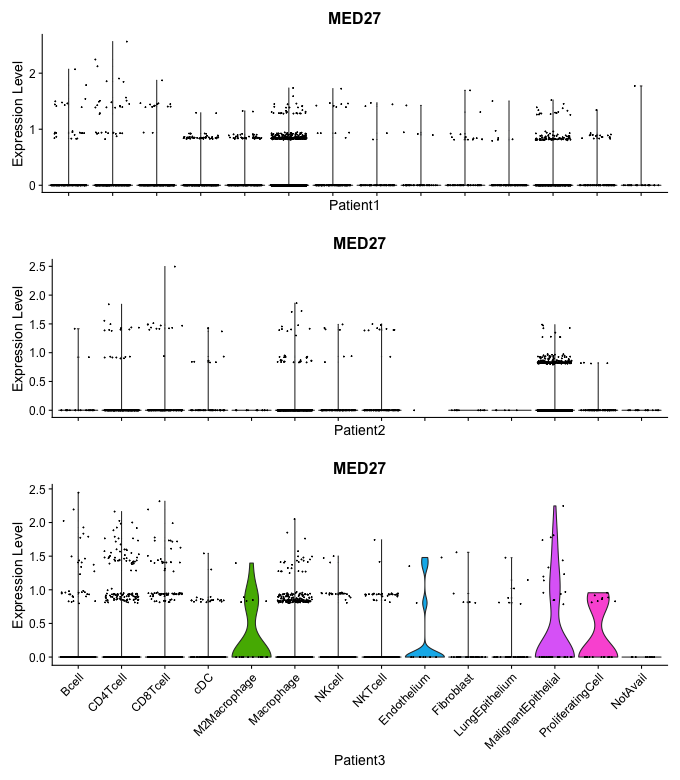 MED27
Expression Level
2
1
0
Patient1
MED27
Expression Level
2.5
2.0
1.5
1.0
0.5
0.0
Patient2
MED27
Expression Level
2.5
2.0
1.5
1.0
0.5
0.0
Bcell
CD4Tcell
CD8Tcell
cDC
M2Macrophage
Macrophage
NKcell
NKTcell
Endothelium
Fibroblast
LungEpithelium
MalignantEpithelial
ProliferatingCell
NotAvail
Patient3